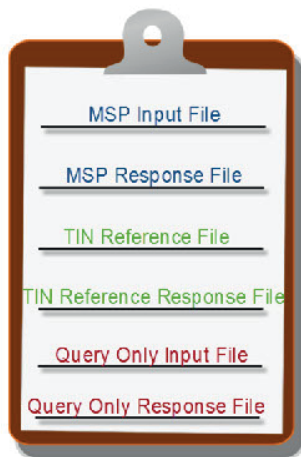 MSP Input File
MSP Response File
TIN Reference File
TIN Reference Response File
Query Only Input File
Query Only Response File